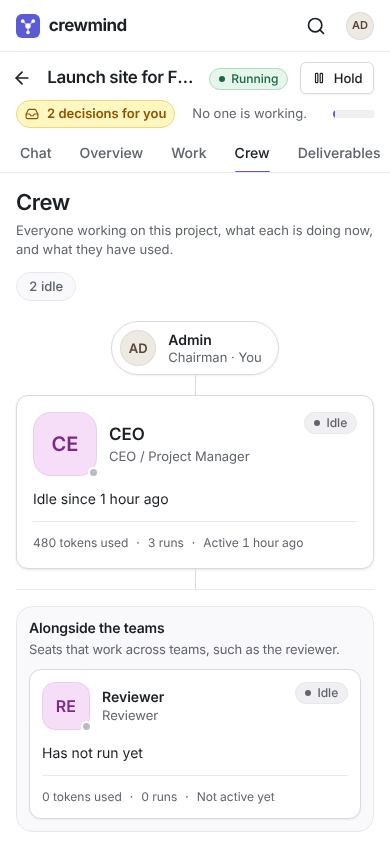 crewmind
AD
Launch site for F...
Running
Hold
2 decisions for you
No one is working.
Chat
Overview
Work
Crew
Deliverables
Crew
Everyone working on this project, what each is doing now,
and what they have used.
2 idle
AD
Admin
Chairman · You
CE
CEO
CEO / Project Manager
Idle
Idle since 1 hour ago
480 tokens used · 3 runs · Active 1 hour ago
Alongside the teams
Seats that work across teams, such as the reviewer.
RE
Reviewer
Reviewer
Idle
Has not run yet
0 tokens used · 0 runs · Not active yet